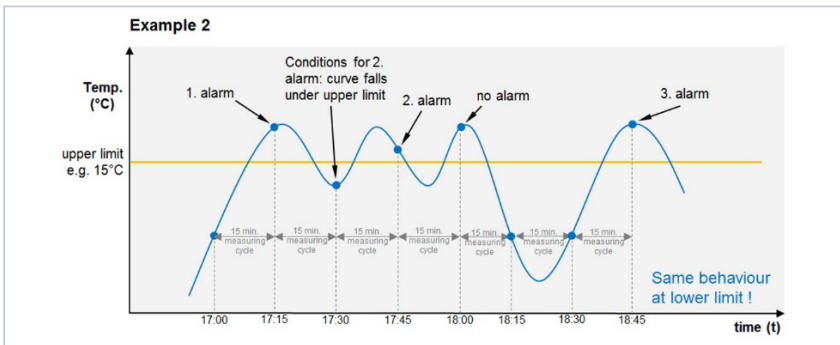 Example 2
Temp.
(°C)
1. alarm
Conditions for 2.
alarm: curve falls
under upper limit
2. alarm
no alarm
3. alarm
upper limit
e.g. 15°C
15 min.
measuring
cycle
15 min.
measuring
cycle
15 min.
measuring
cycle
15 min.
measuring
cycle
15 min.
measuring
cycle
15 min.
measuring
cycle
15 min.
measuring
cycle
Same behaviour
at lower limit !
17:00 17:15 17:30 17:45 18:00 18:15 18:30 18:45
time (t)